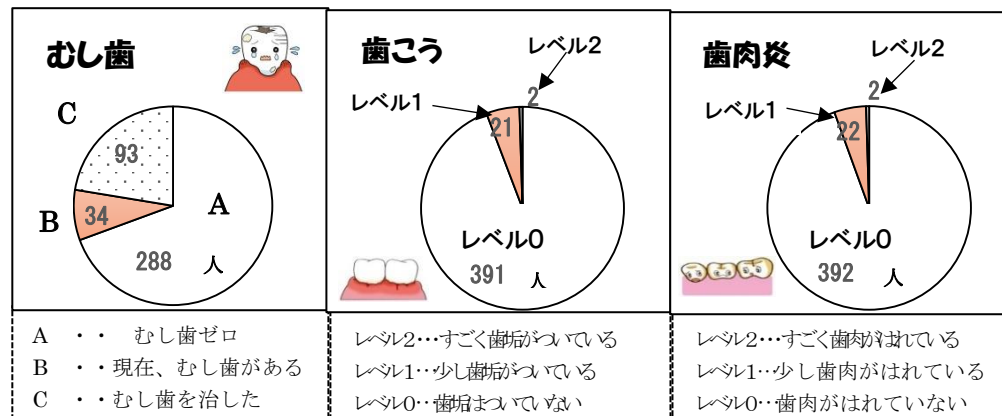 むし歯
C
93
B
34
A
288 人
歯こう
レベル2
レベル1
2
21
レベル0
391 人
歯肉炎
レベル2
レベル1
2
22
レベル0
392 人
A ・・ むし歯ゼロ
B ・・現在、むし歯がある
C ・・むし歯を治した
レベル2…すごく歯垢がついている
レベル1…少し歯垢がついている
レベル0…歯垢はついていない
レベル2…すごく歯肉がはれている
レベル1…少し歯肉がはれている
レベル0…歯肉がはれていない